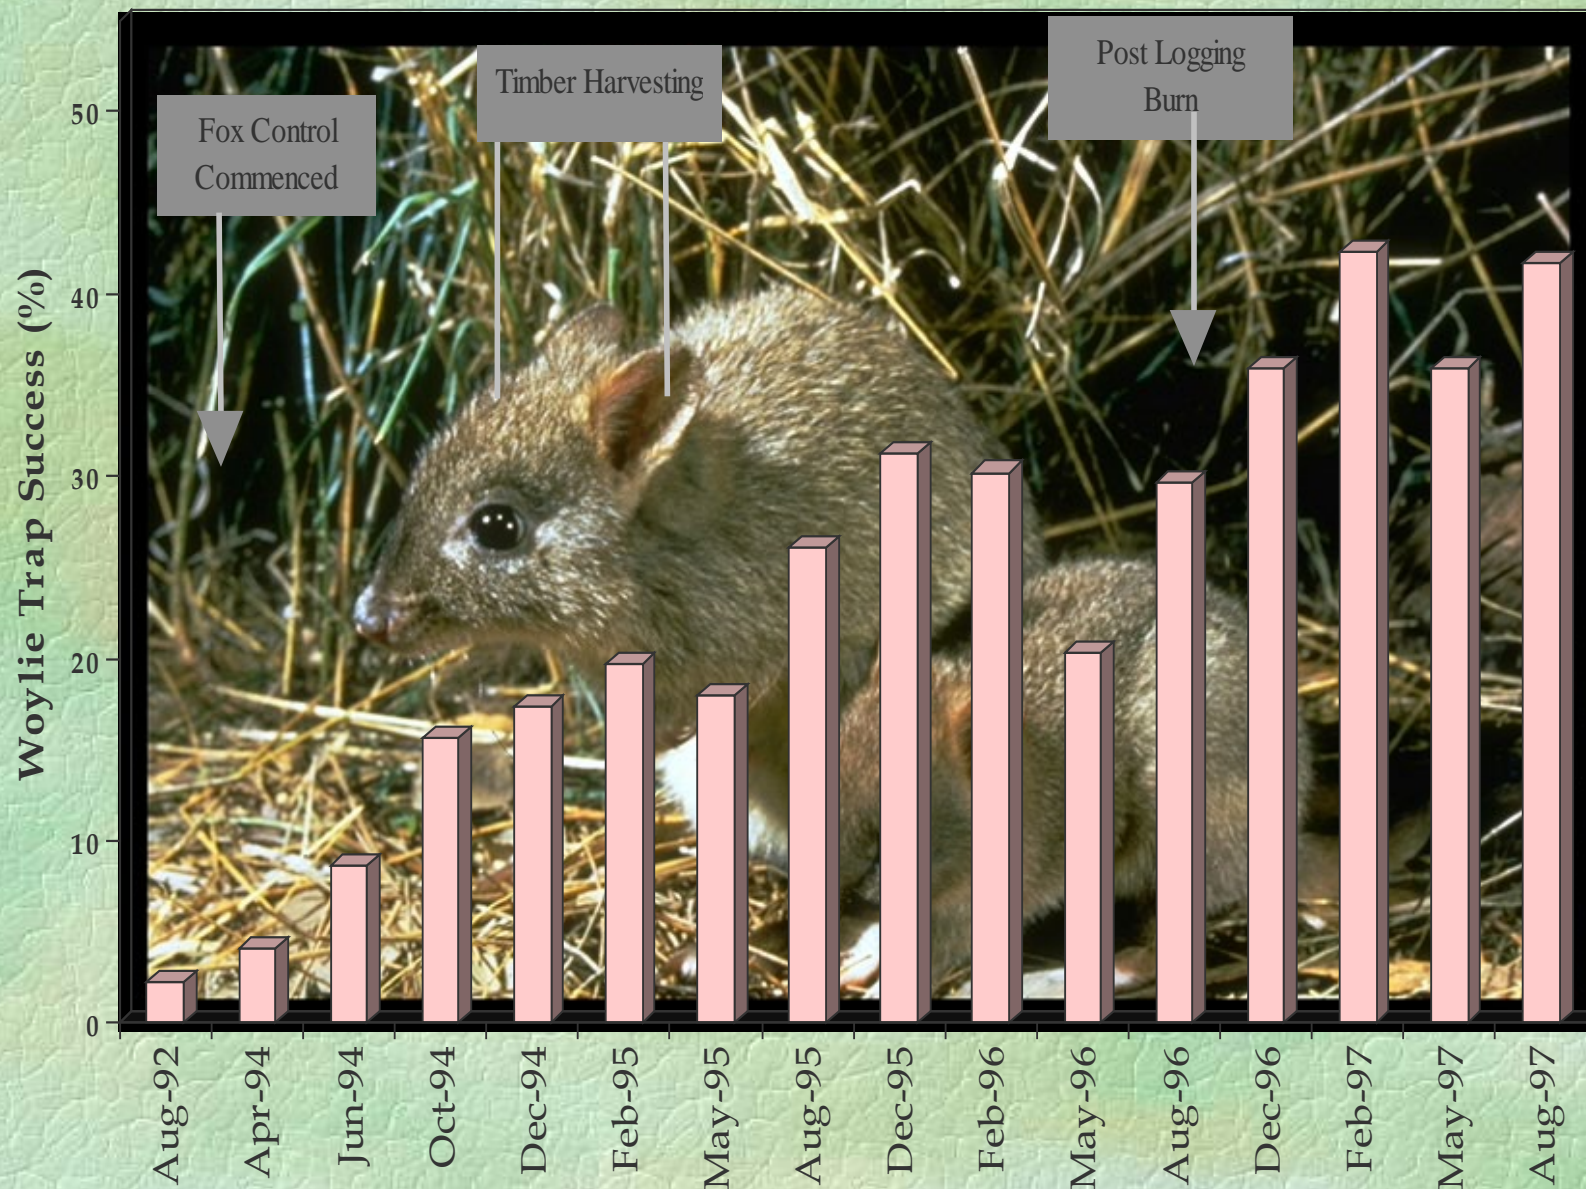 Post Logging
Burn
Timber Harvesting
Fox Control
Commenced
Woylie Trap Success (%)
50
40
30
20
10
0
Aug-92
Apr-94
Jun-94
Oct-94
Dec-94
Feb-95
May-95
Aug-95
Dec-95
Feb-96
May-96
Aug-96
Dec-96
Feb-97
May-97
Aug-97